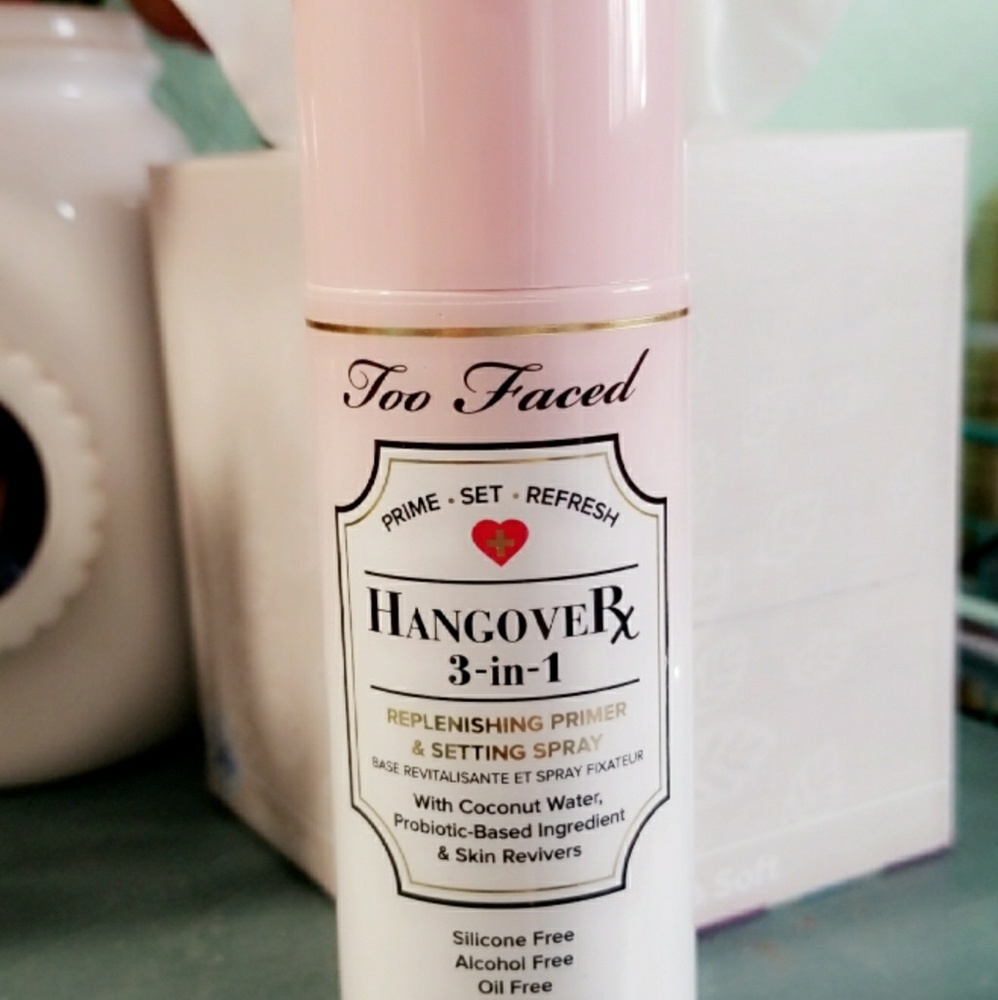 Too Faced
PRIME • SET • REFRESH
HANGOVERx
3-in-1
REPLENISHING PRIMER
& SETTING SPRAY
BASE REVITALISANTE ET SPRAY FIXATEUR
With Coconut Water,
Probiotic-Based Ingredient
& Skin Revivers
Silicone Free
Alcohol Free
Oil Free
Soft